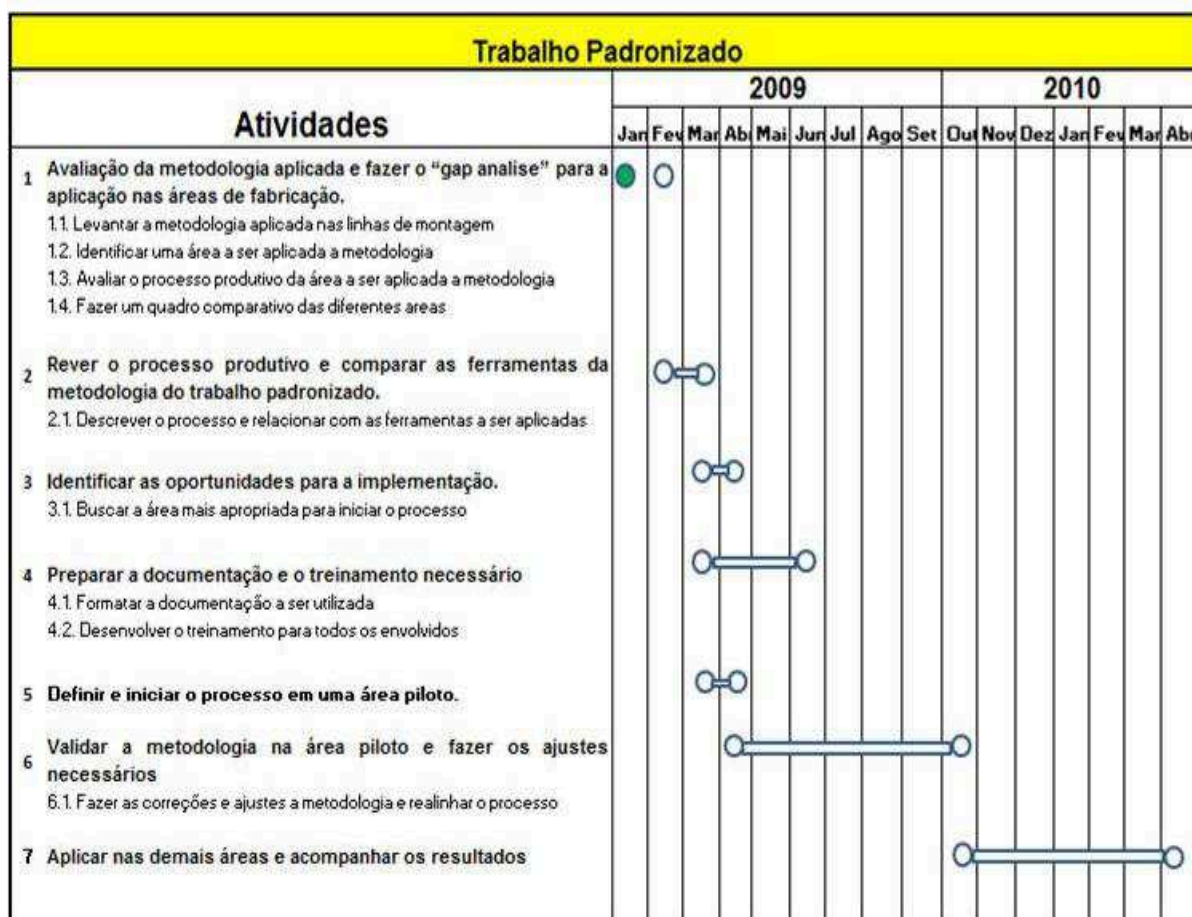 Trabalho Padronizado
Atividades
2009 2010
Jan Fev Mar Abr Mai Jun Jul Ago Set Out Nov Dez Jan Fev Mar Abr
1 Avaliação da metodologia aplicada e fazer o “gap analise” para a
aplicação nas áreas de fabricação.
1.1. Levantar a metodologia aplicada nas linhas de montagem
1.2. Identificar uma área a ser aplicada a metodologia
1.3. Avaliar o processo produtivo da área a ser aplicada a metodologia
1.4. Fazer um quadro comparativo das diferentes areas
2 Rever o processo produtivo e comparar as ferramentas da
metodologia do trabalho padronizado.
2.1. Descrever o processo e relacionar com as ferramentas a ser aplicadas
3 Identificar as oportunidades para a implementação.
3.1. Buscar a área mais apropriada para iniciar o processo
4 Preparar a documentação e o treinamento necessário
4.1. Formatar a documentação a ser utilizada
4.2. Desenvolver o treinamento para todos os envolvidos
5 Definir e iniciar o processo em uma área piloto.
6 Validar a metodologia na área piloto e fazer os ajustes
necessários
6.1. Fazer as correções e ajustes a metodologia e realinhar o processo
7 Aplicar nas demais áreas e acompanhar os resultados